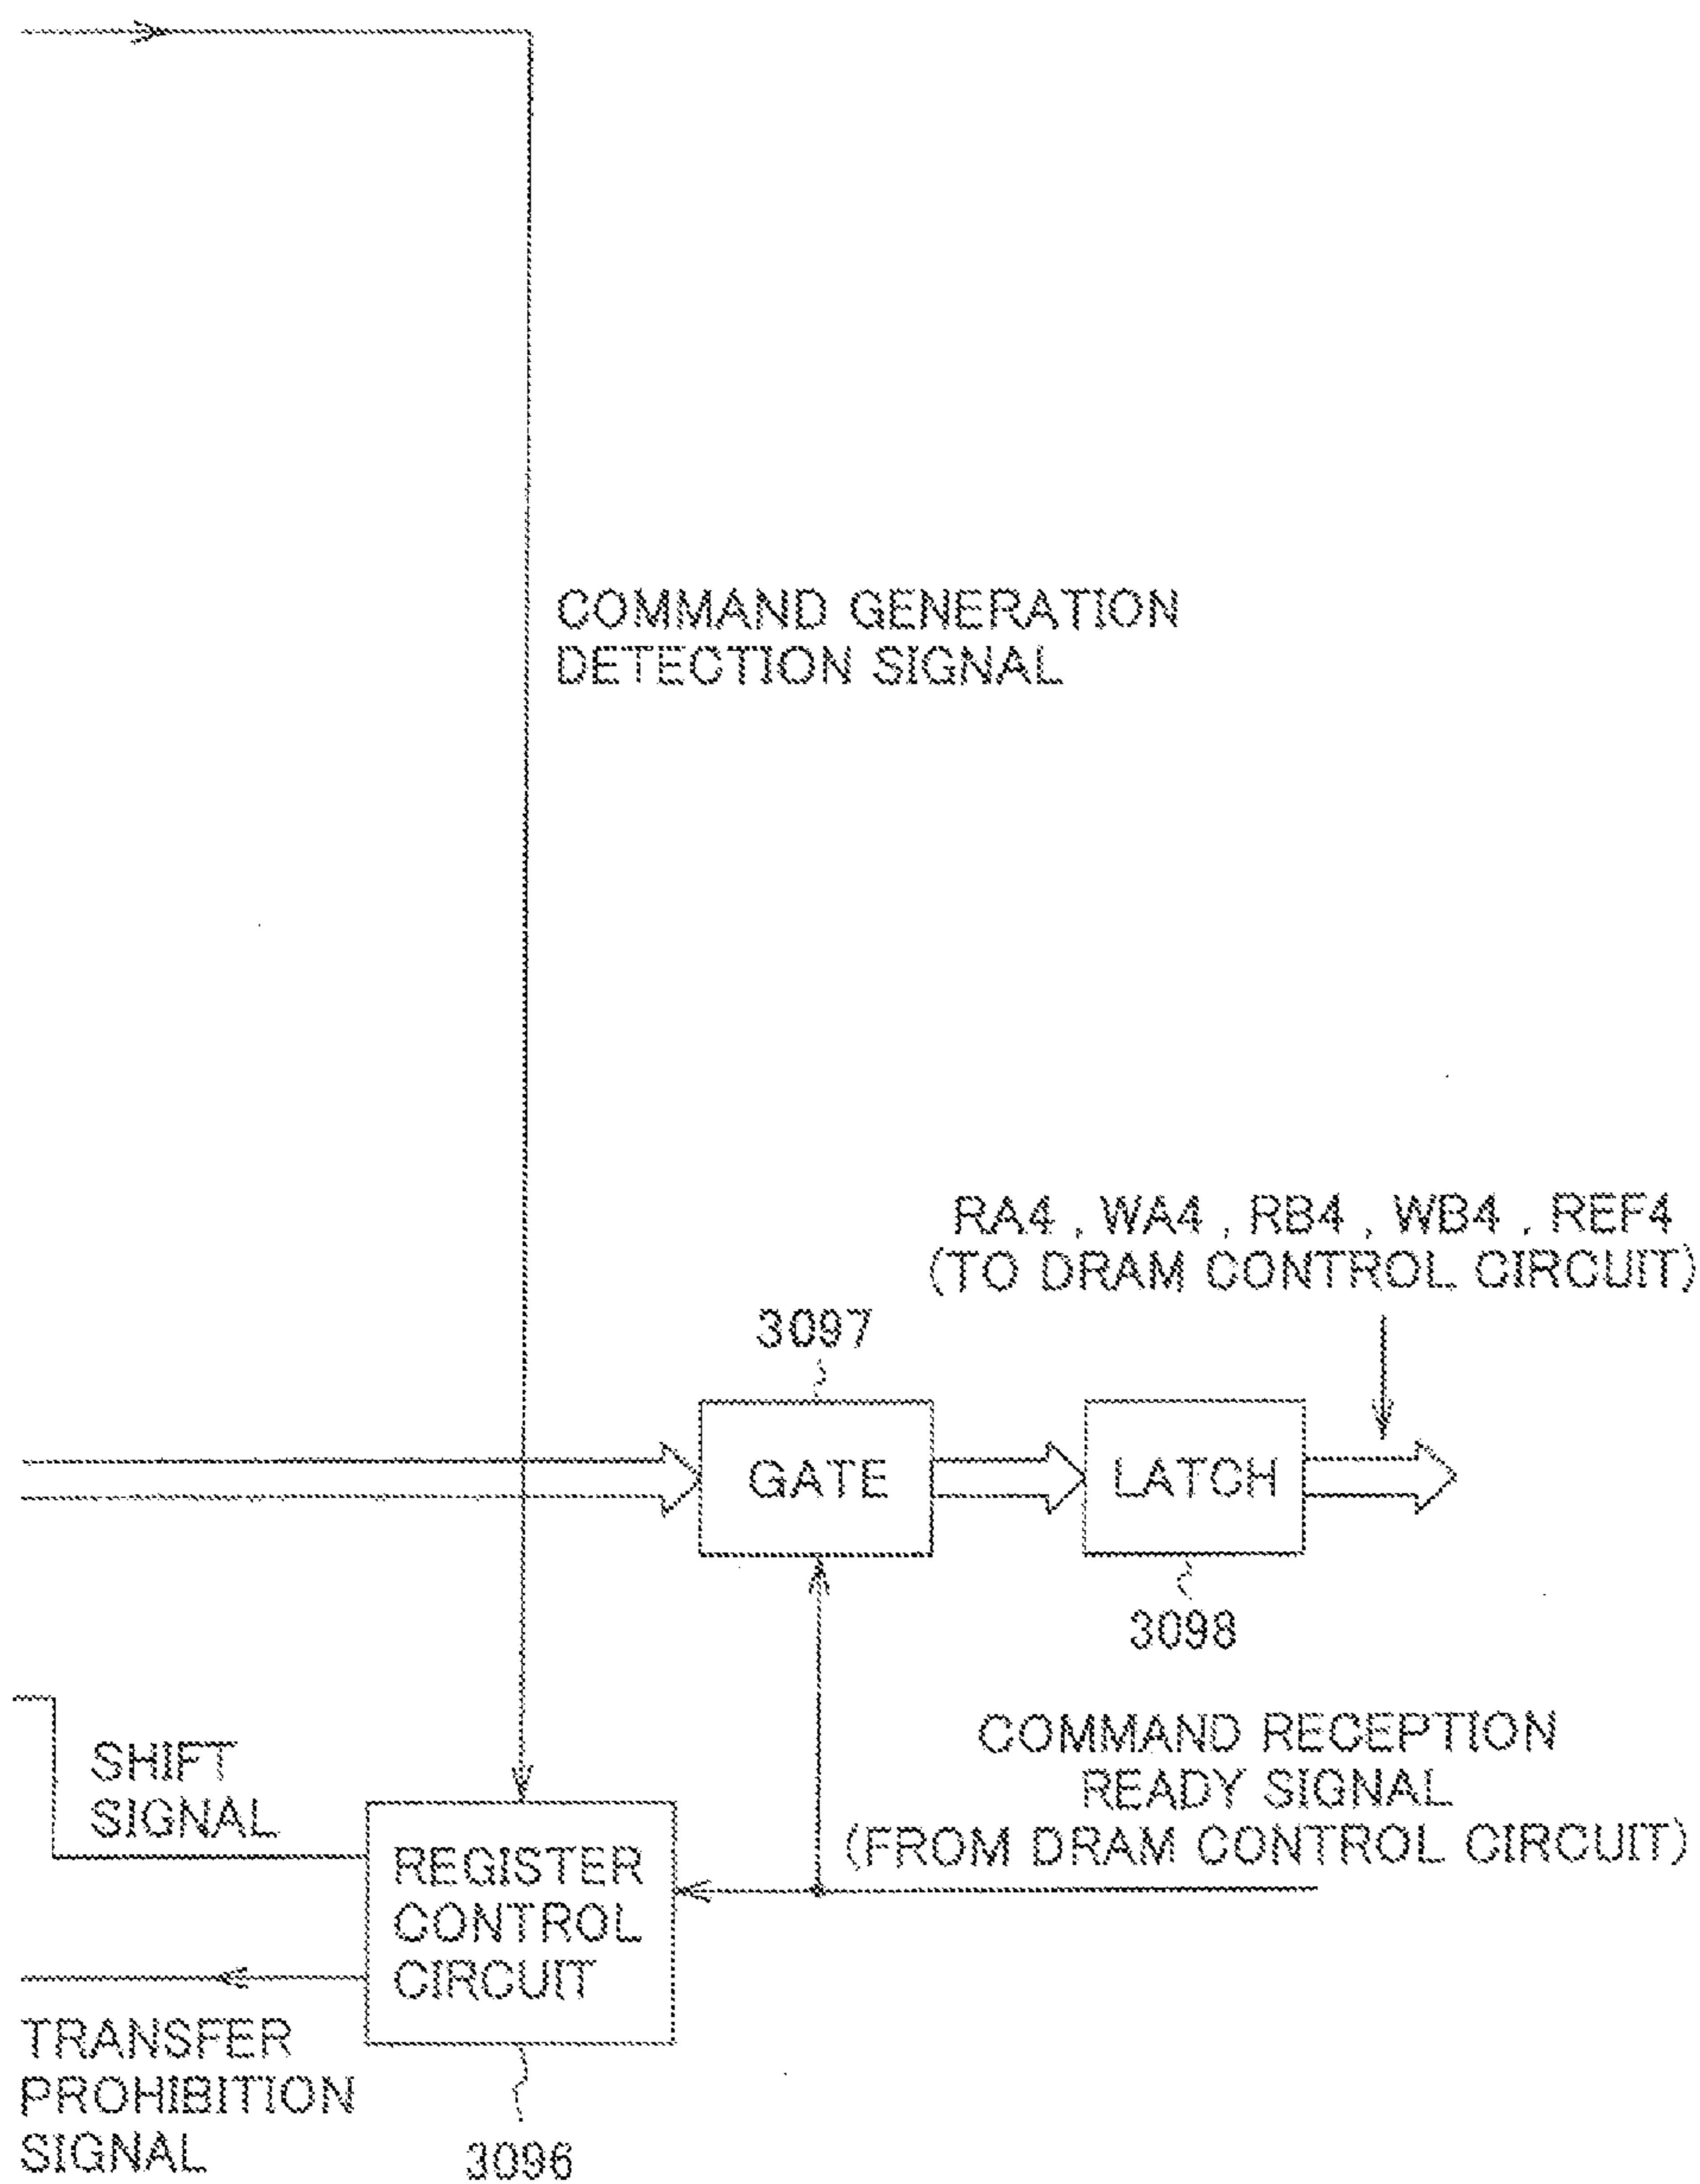 COMMAND GENERATION
DETECTION SIGNAL
RA4 , WA4 , RB4 , WB4 , REF4
(TO DRAM CONTROL CIRCUIT)
3097
GATE
LATCH
3098
COMMAND RECEPTION
READY SIGNAL
(FROM DRAM CONTROL CIRCUIT)
SHIFT
SIGNAL
REGISTER
CONTROL
CIRCUIT
TRANSFER
PROHIBITION
SIGNAL
3096